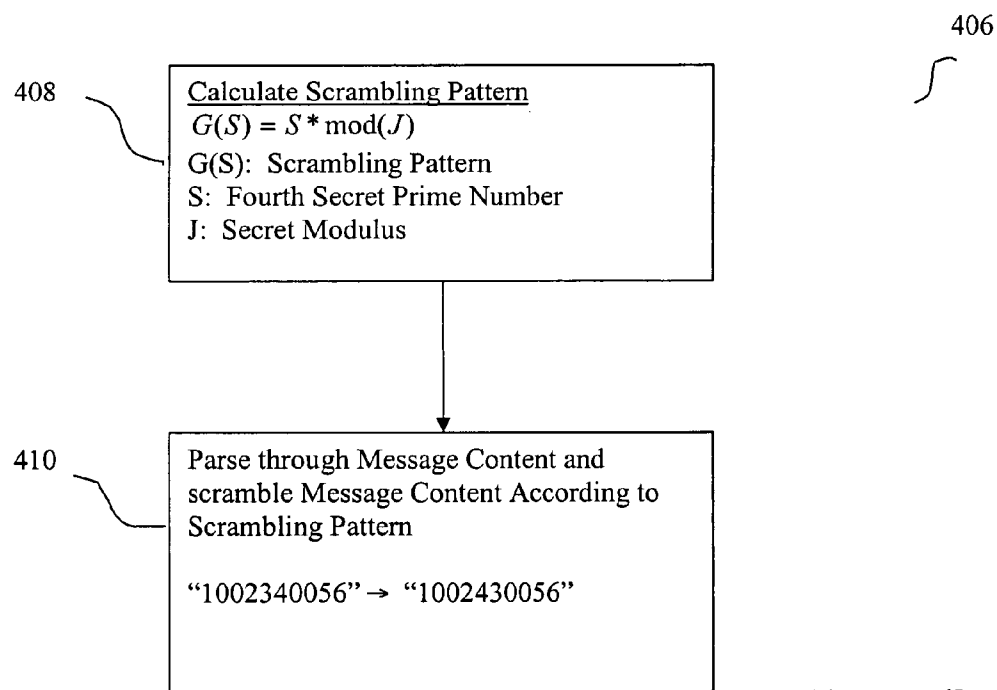 406
408
Calculate Scrambling Pattern
G(S) = S * mod(J)
G(S): Scrambling Pattern
S: Fourth Secret Prime Number
J: Secret Modulus
410
Parse through Message Content and
scramble Message Content According to
Scrambling Pattern
“1002340056” → “1002430056”